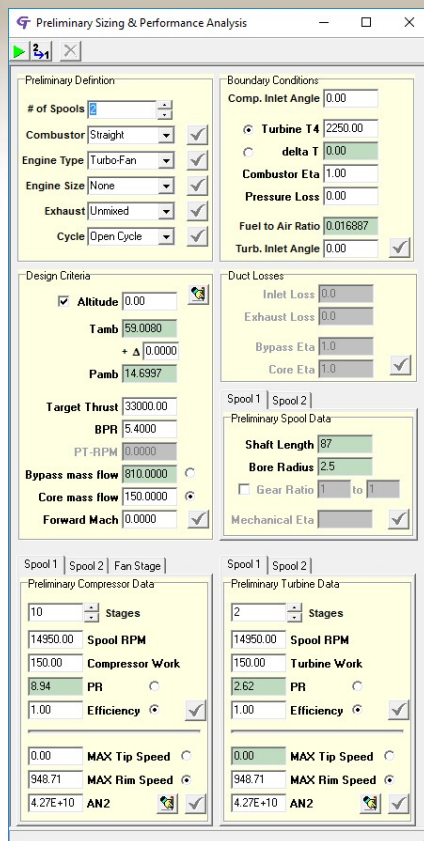 Preliminary Sizing & Performance Analysis
Preliminary Defintion
# of Spools 2
Combustor Straight
Engine Type Turbo-Fan
Engine Size None
Exhaust Unmixed
Cycle Open Cycle
Boundary Conditions
Comp. Inlet Angle 0.00
Turbine T4 2250.00
delta T 0.00
Combustor Eta 1.00
Pressure Loss 0.00
Fuel to Air Ratio 0.016887
Turb. Inlet Angle 0.00
Design Criteria
Altitude 0.00
Tamb 59.0080
+ Δ 0.0000
Pamb 14.6997
Target Thrust 33000.00
BPR 5.4000
PT-RPM 0.0000
Bypass mass flow 810.0000
Core mass flow 150.0000
Forward Mach 0.0000
Duct Losses
Inlet Loss 0.0
Exhaust Loss 0.0
Bypass Eta 1.0
Core Eta 1.0
Spool 1 Spool 2
Preliminary Spool Data
Shaft Length 87
Bore Radius 2.5
Gear Ratio 1 to 1
Mechanical Eta
Spool 1 Spool 2 Fan Stage
Preliminary Compressor Data
10 Stages
14950.00 Spool RPM
150.00 Compressor Work
8.94 PR
1.00 Efficiency
0.00 MAX Tip Speed
948.71 MAX Rim Speed
4.27E+10 AN2
Spool 1 Spool 2
Preliminary Turbine Data
2 Stages
14950.00 Spool RPM
150.00 Turbine Work
2.62 PR
1.00 Efficiency
0.00 MAX Tip Speed
948.71 MAX Rim Speed
4.27E+10 AN2